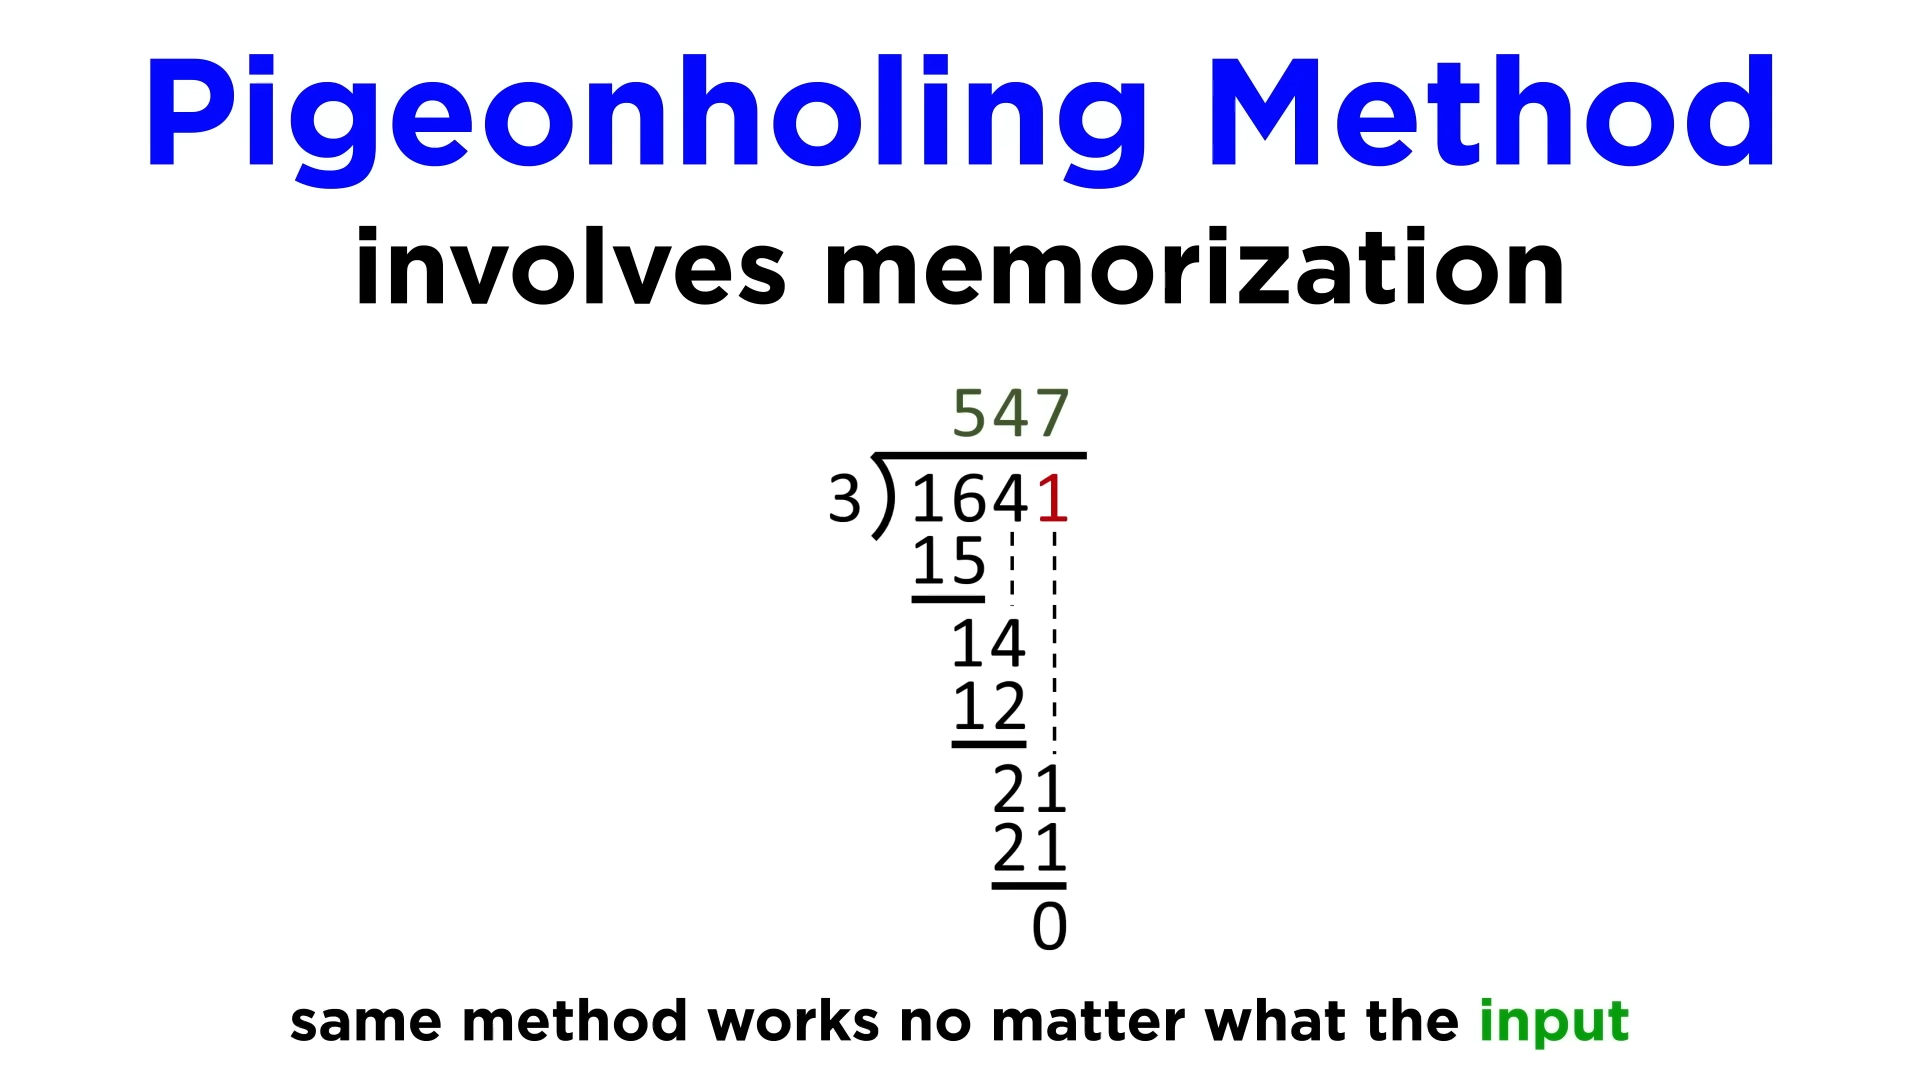 Pigeonholing Method
involves memorization
547
3)1641
15
14
12
21
21
0
same method works no matter what the input